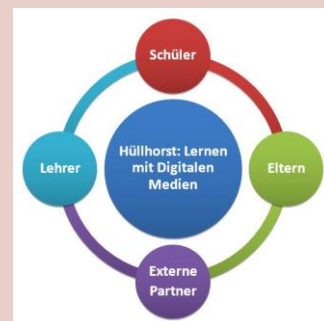 Schüler
Hüllhorst: Lernen
mit Digitalen
Medien
Lehrer
Eltern
Externe
Partner